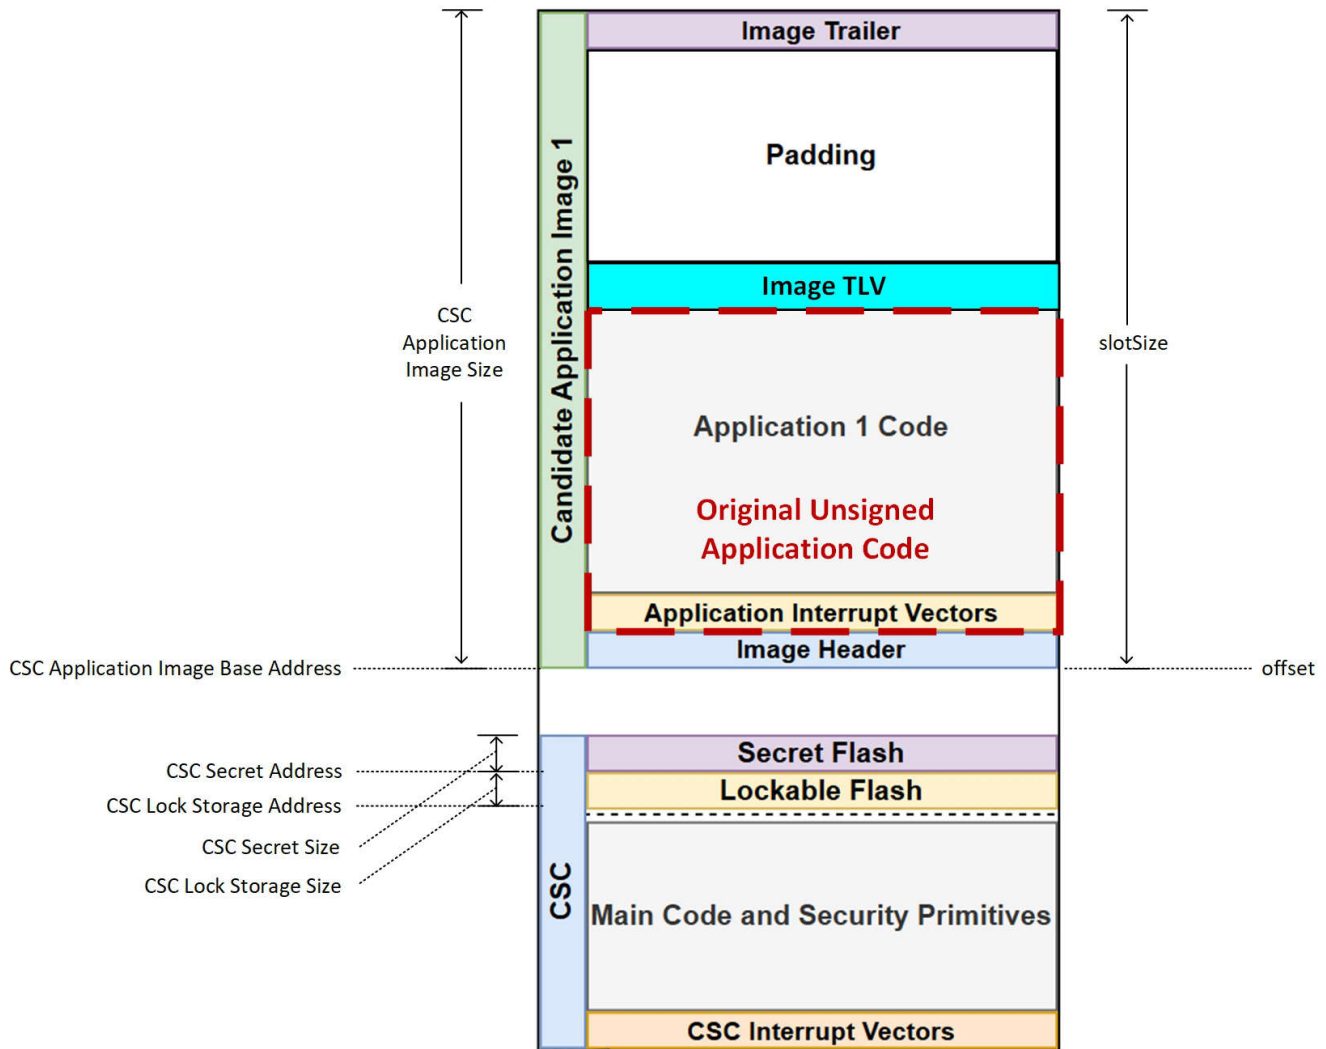 Image Trailer
Padding
Candidate Application Image 1
Image TLV
CSC
Application
Image Size
slotSize
Application 1 Code
Original Unsigned
Application Code
Application Interrupt Vectors
Image Header
CSC Application Image Base Address
offset
Secret Flash
CSC Secret Address
Lockable Flash
CSC Lock Storage Address
CSC Secret Size
CSC Lock Storage Size
CSC
Main Code and Security Primitives
CSC Interrupt Vectors